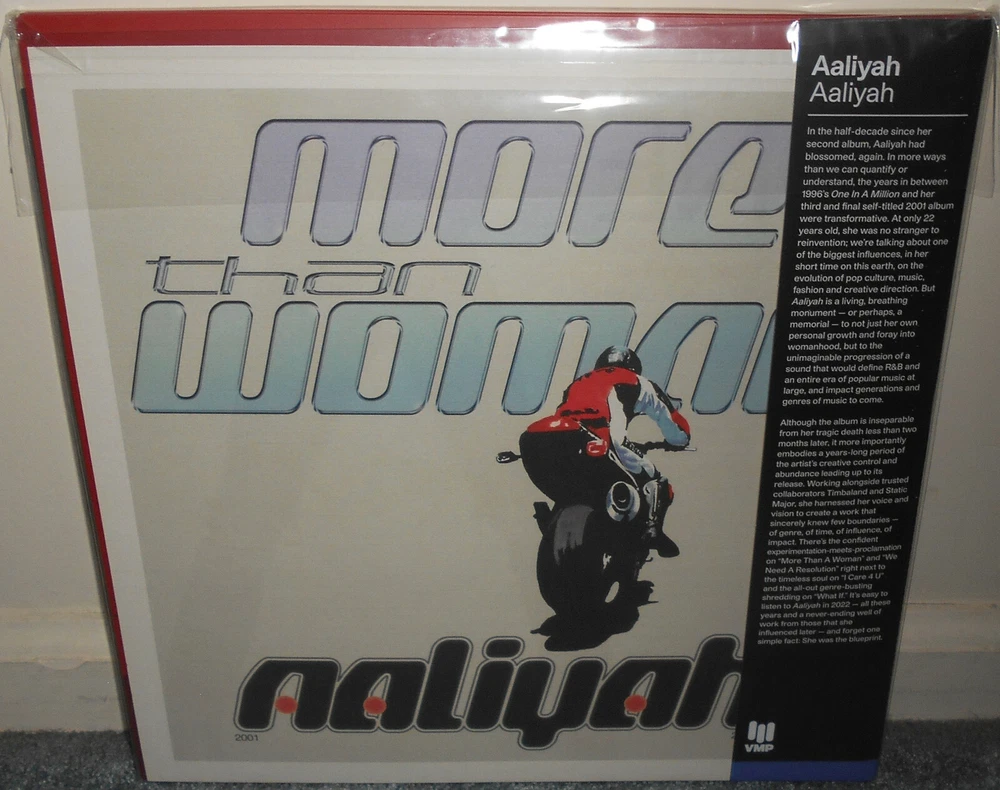 more
than
woma
aaliyah
2001
Aaliyah
Aaliyah
In the half-decade since her
second album, Aaliyah had
blossomed, again. In more ways
than we can quantify or
understand, the years in between
1996's One In A Million and her
third and final self-titled 2001 album
were transformative. At only 22
years old, she was no stranger to
reinvention; we're talking about one
of the biggest influences, in her
short time on this earth, on the
evolution of pop culture, music,
fashion and creative direction. But
Aaliyah is a living, breathing
monument — or perhaps, a
memorial — to not just her own
personal growth and foray into
womanhood, but to the
unimaginable progression of a
sound that would define R&B and
an entire era of popular music at
large, and impact generations and
genres of music to come.
Although the album is inseparable
from her tragic death less than two
months later, it more importantly
embodies a years-long period of
the artist's creative control and
abundance leading up to its
release. Working alongside trusted
collaborators Timbaland and Static
Major, she harnessed her voice and
vision to create a work that
sincerely knew few boundaries —
of genre, of time, of influence, of
impact. There's the confident
experimentation-meets-proclamation
on "More Than A Woman" and "We
Need A Resolution" right next to
the timeless soul on "I Care 4 U"
and the all-out genre-busting
shredding on "What If." It's easy to
listen to Aaliyah in 2022 — all these
years and a never-ending well of
work from those that she
influenced later — and forget one
simple fact: She was the blueprint.
VMP